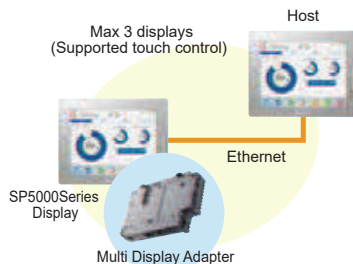 Host
Max 3 displays
(Supported touch control)
Ethernet
SP5000Series
Display
Multi Display Adapter